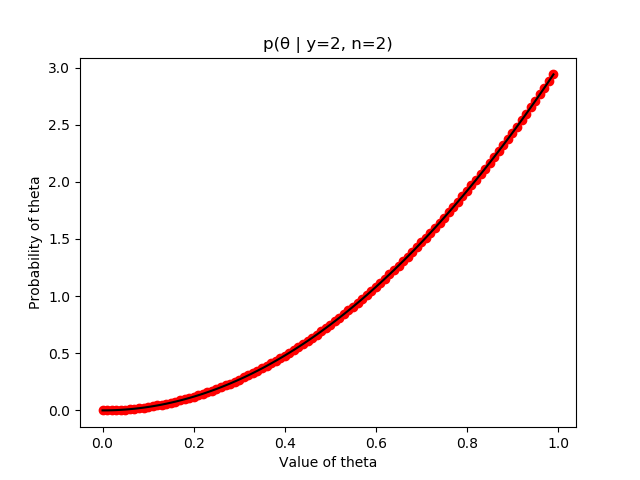 p(θ | y=2, n=2)
Probability of theta
3.0
2.5
2.0
1.5
1.0
0.5
0.0
0.0 0.2 0.4 0.6 0.8 1.0
Value of theta